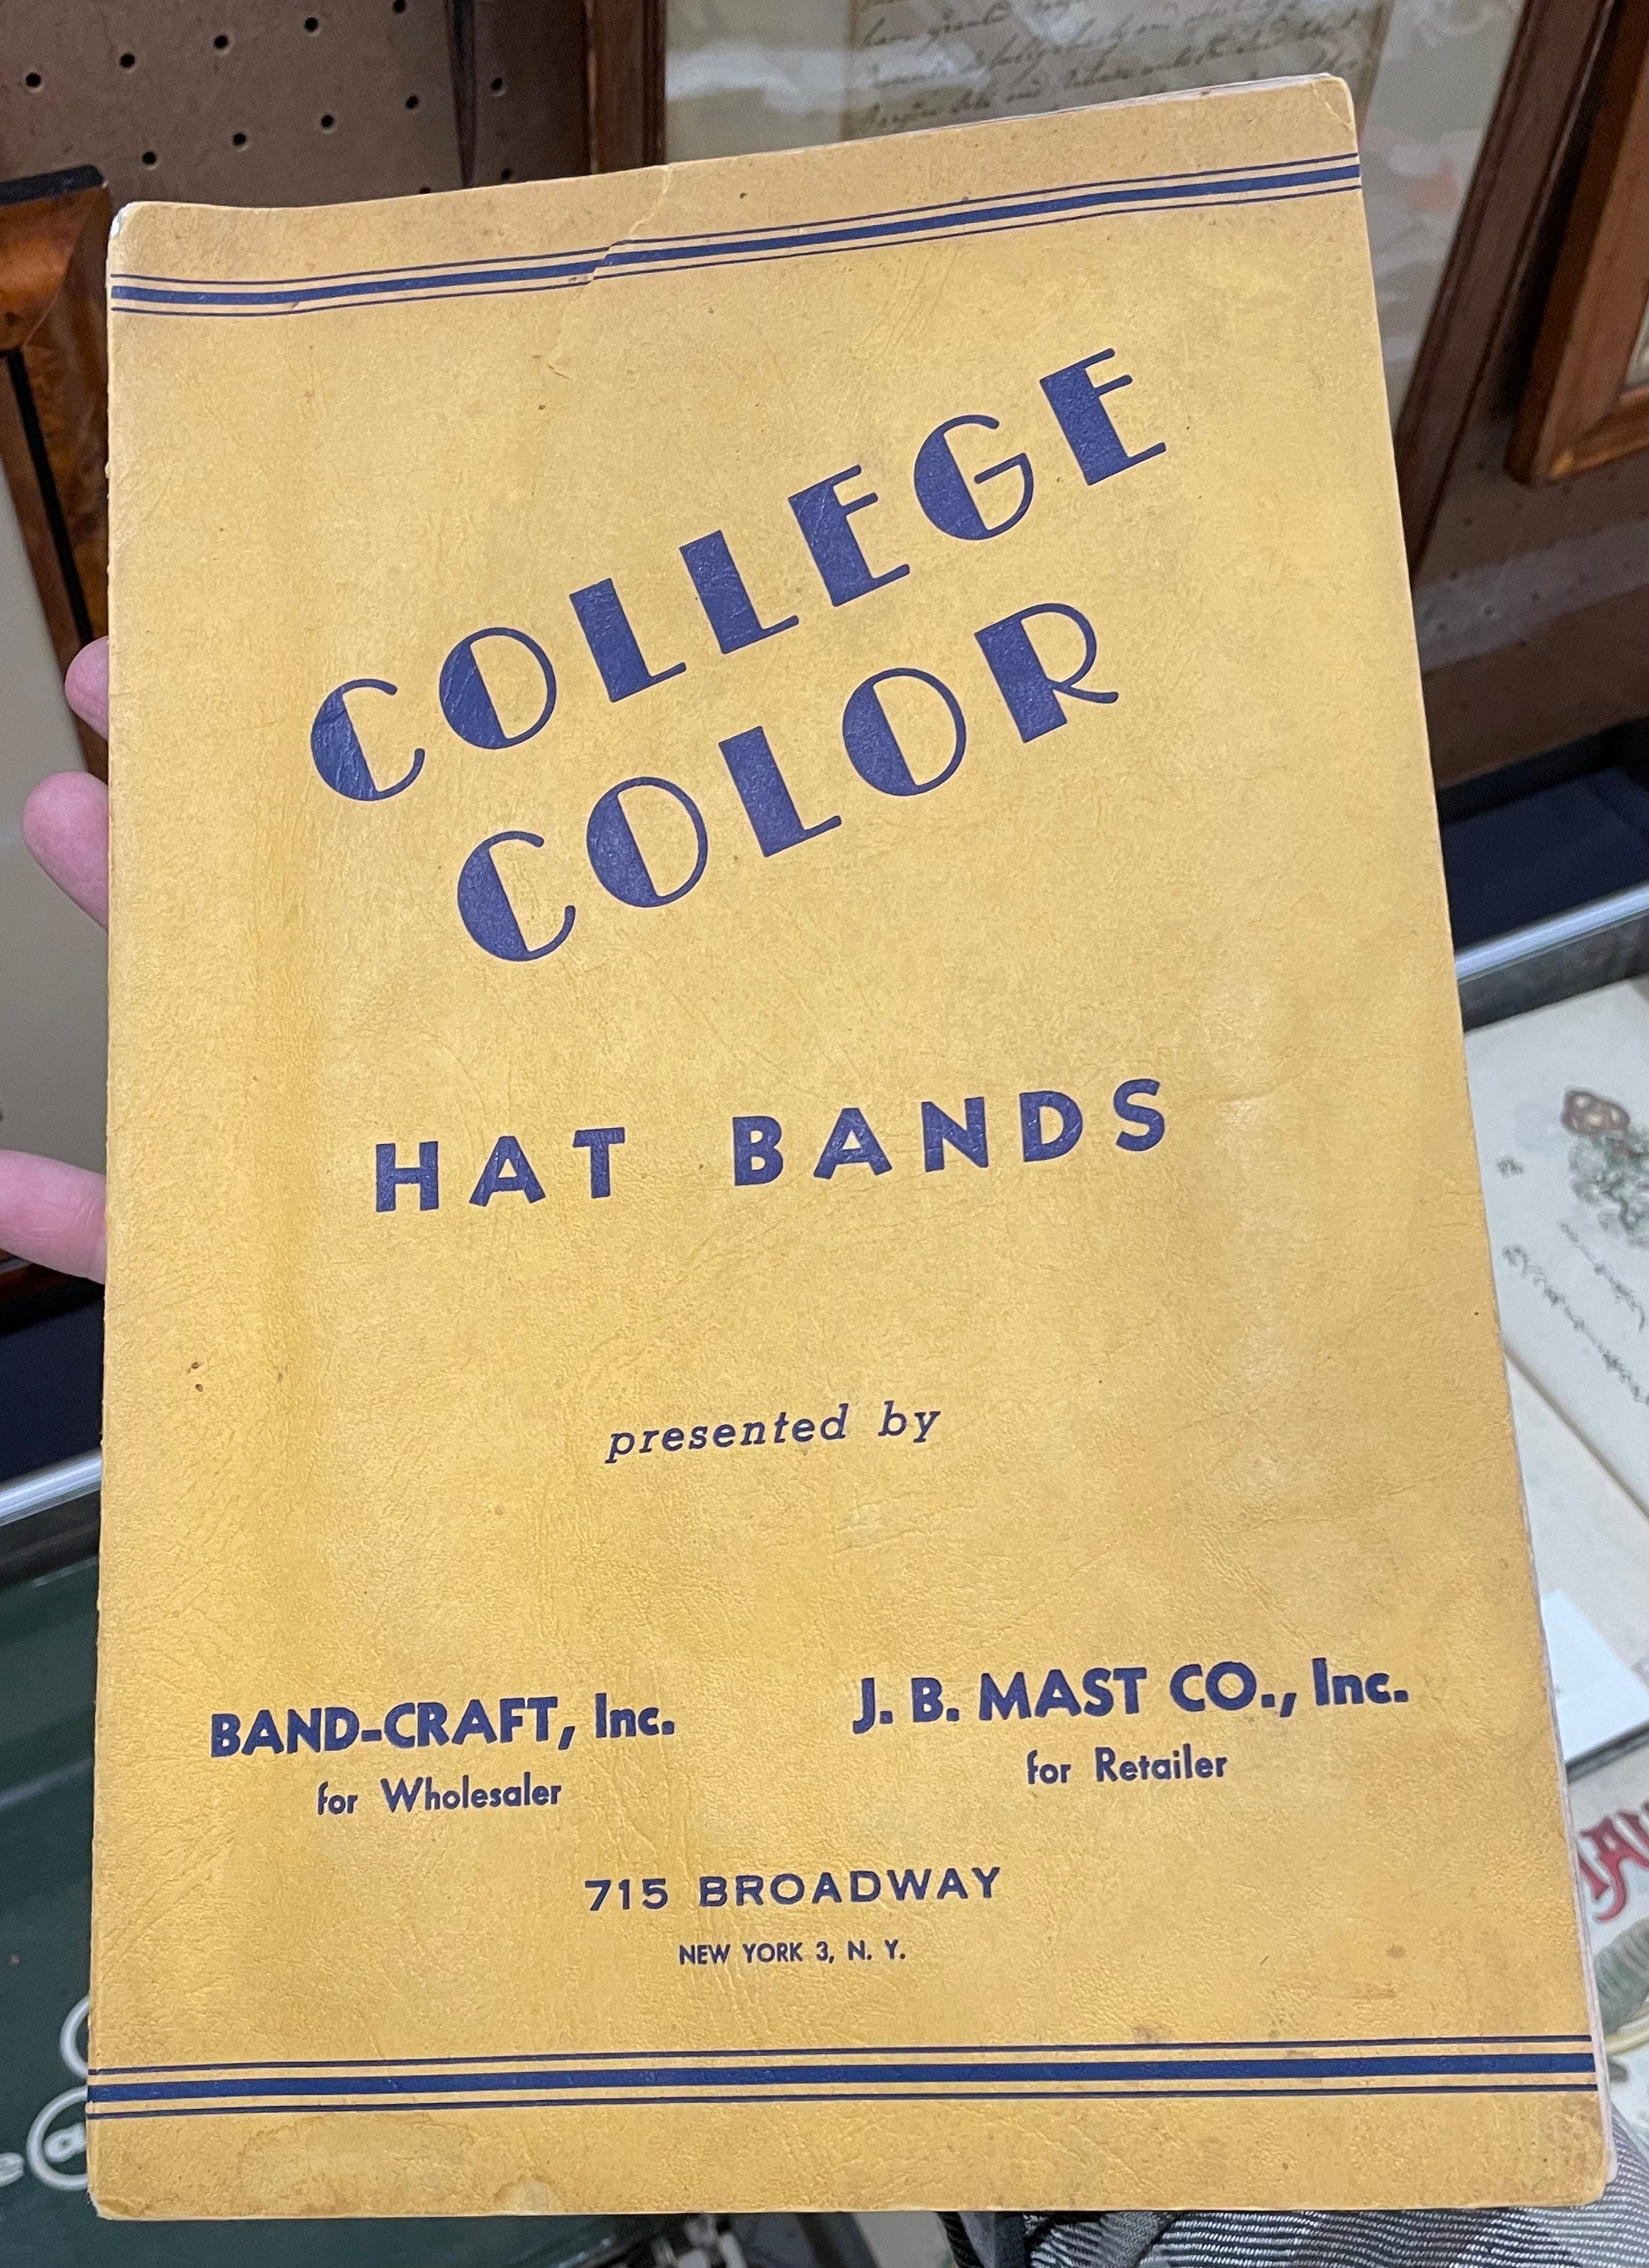 COLLEGE
COLOR
HAT BANDS
presented by
BAND-CRAFT, Inc.
for Wholesaler
J. B. MAST CO., Inc.
for Retailer
715 BROADWAY
NEW YORK 3, N. Y.